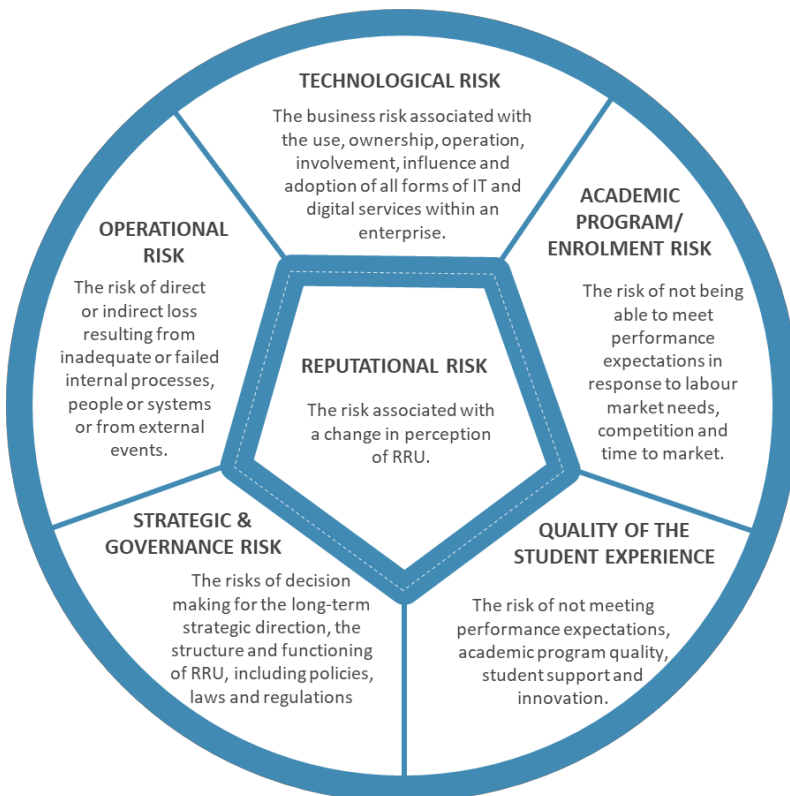 TECHNOLOGICAL RISK
The business risk associated with
the use, ownership, operation,
involvement, influence and
adoption of all forms of IT and
digital services within an
enterprise.
ACADEMIC
PROGRAM/
ENROLMENT RISK
The risk of not being
able to meet
performance
expectations in
response to labour
market needs,
competition and
time to market.
OPERATIONAL
RISK
The risk of direct
or indirect loss
resulting from
inadequate or failed
internal processes,
people or systems
or from external
events.
REPUTATIONAL RISK
The risk associated with
a change in perception
of RRU.
STRATEGIC &
GOVERNANCE RISK
The risks of decision
making for the long-term
strategic direction, the
structure and functioning
of RRU, including policies,
laws and regulations
QUALITY OF THE
STUDENT EXPERIENCE
The risk of not meeting
performance expectations,
academic program quality,
student support and
innovation.